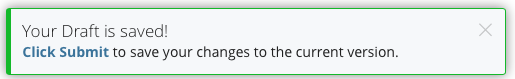 Your Draft is saved!
Click Submit to save your changes to the current version.